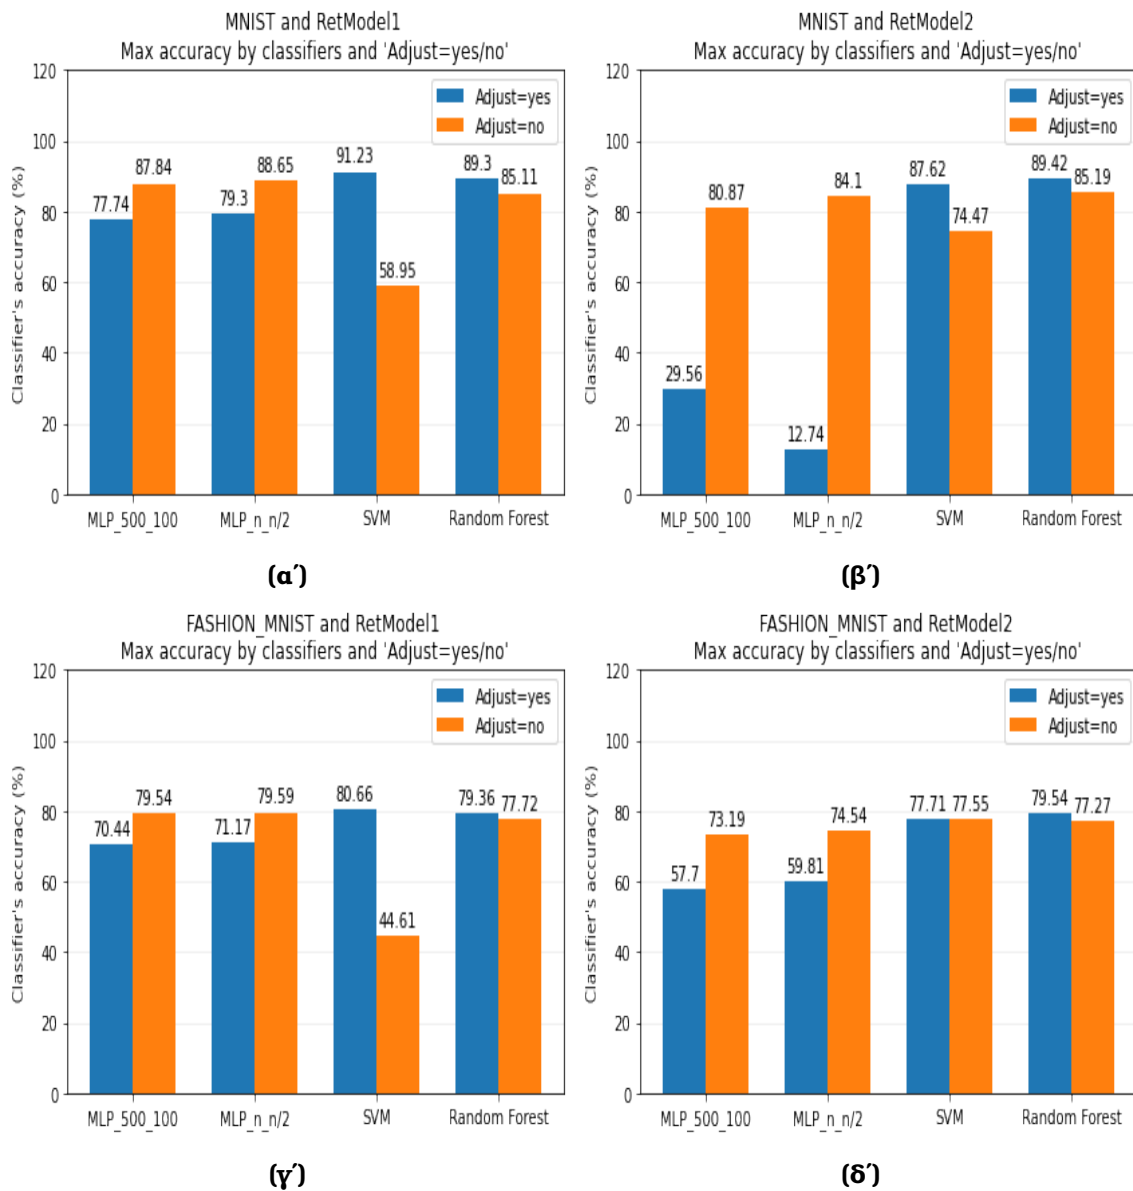 MNIST and RetModel1
Max accuracy by classifiers and 'Adjust=yes/no'
Classifier's accuracy (%)
120
100
80
60
40
20
0
Adjust=yes
Adjust=no
77.74
87.84
79.3
88.65
91.23
58.95
89.3
85.11
MLP_500_100
MLP_n_n/2
SVM
Random Forest
(α´)
MNIST and RetModel2
Max accuracy by classifiers and 'Adjust=yes/no'
Classifier's accuracy (%)
120
100
80
60
40
20
0
Adjust=yes
Adjust=no
29.56
80.87
12.74
84.1
87.62
74.47
89.42
85.19
MLP_500_100
MLP_n_n/2
SVM
Random Forest
(β´)
FASHION_MNIST and RetModel1
Max accuracy by classifiers and 'Adjust=yes/no'
Classifier's accuracy (%)
120
100
80
60
40
20
0
Adjust=yes
Adjust=no
70.44
79.54
71.17
79.59
80.66
44.61
79.36
77.72
MLP_500_100
MLP_n_n/2
SVM
Random Forest
(γ´)
FASHION_MNIST and RetModel2
Max accuracy by classifiers and 'Adjust=yes/no'
Classifier's accuracy (%)
120
100
80
60
40
20
0
Adjust=yes
Adjust=no
57.7
73.19
59.81
74.54
77.71
77.55
79.54
77.27
MLP_500_100
MLP_n_n/2
SVM
Random Forest
(δ´)